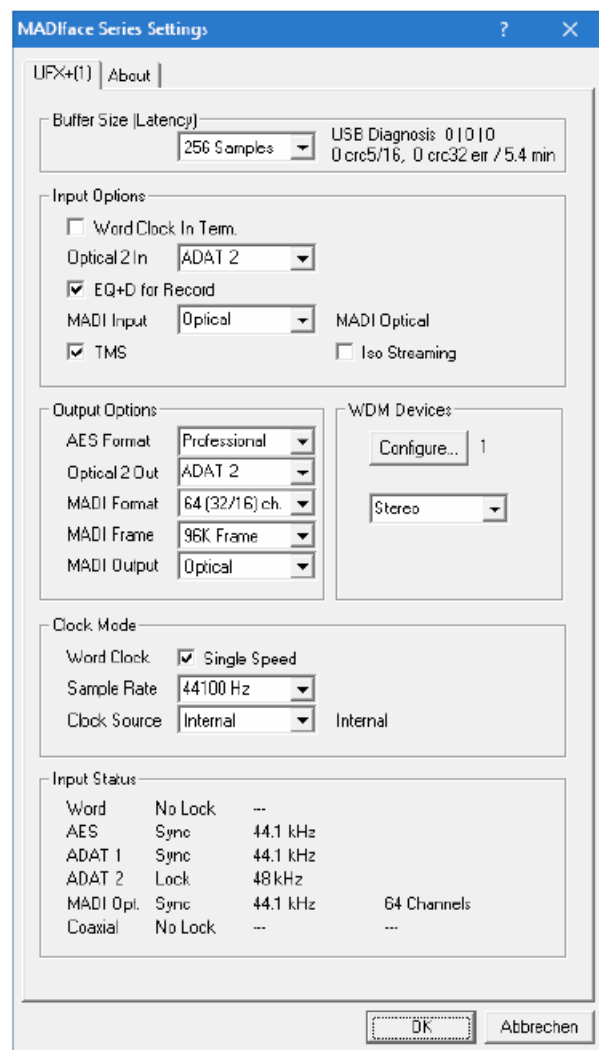 MADIface Series Settings ? ×
UFX+(1) About
Buffer Size (Latency)
256 Samples
USB Diagnosis 0 | 0 | 0
0 crc5/16, 0 crc32 err / 5.4 min
Input Options
Word Clock In Term.
Optical 2 In ADAT 2
EQ+D for Record
MADI Input Optical MADI Optical
TMS Iso Streaming
Output Options
AES Format Professional
Optical 2 Out ADAT 2
MADI Format 64 (32/16) ch.
MADI Frame 96K Frame
MADI Output Optical
WDM Devices
Configure... 1
Stereo
Clock Mode
Word Clock Single Speed
Sample Rate 44100 Hz
Clock Source Internal Internal
Input Status
Word No Lock ---
AES Sync 44.1 kHz
ADAT 1 Sync 44.1 kHz
ADAT 2 Lock 48 kHz
MADI Opt. Sync 44.1 kHz 64 Channels
Coaxial No Lock --- ---
OK Abbrechen